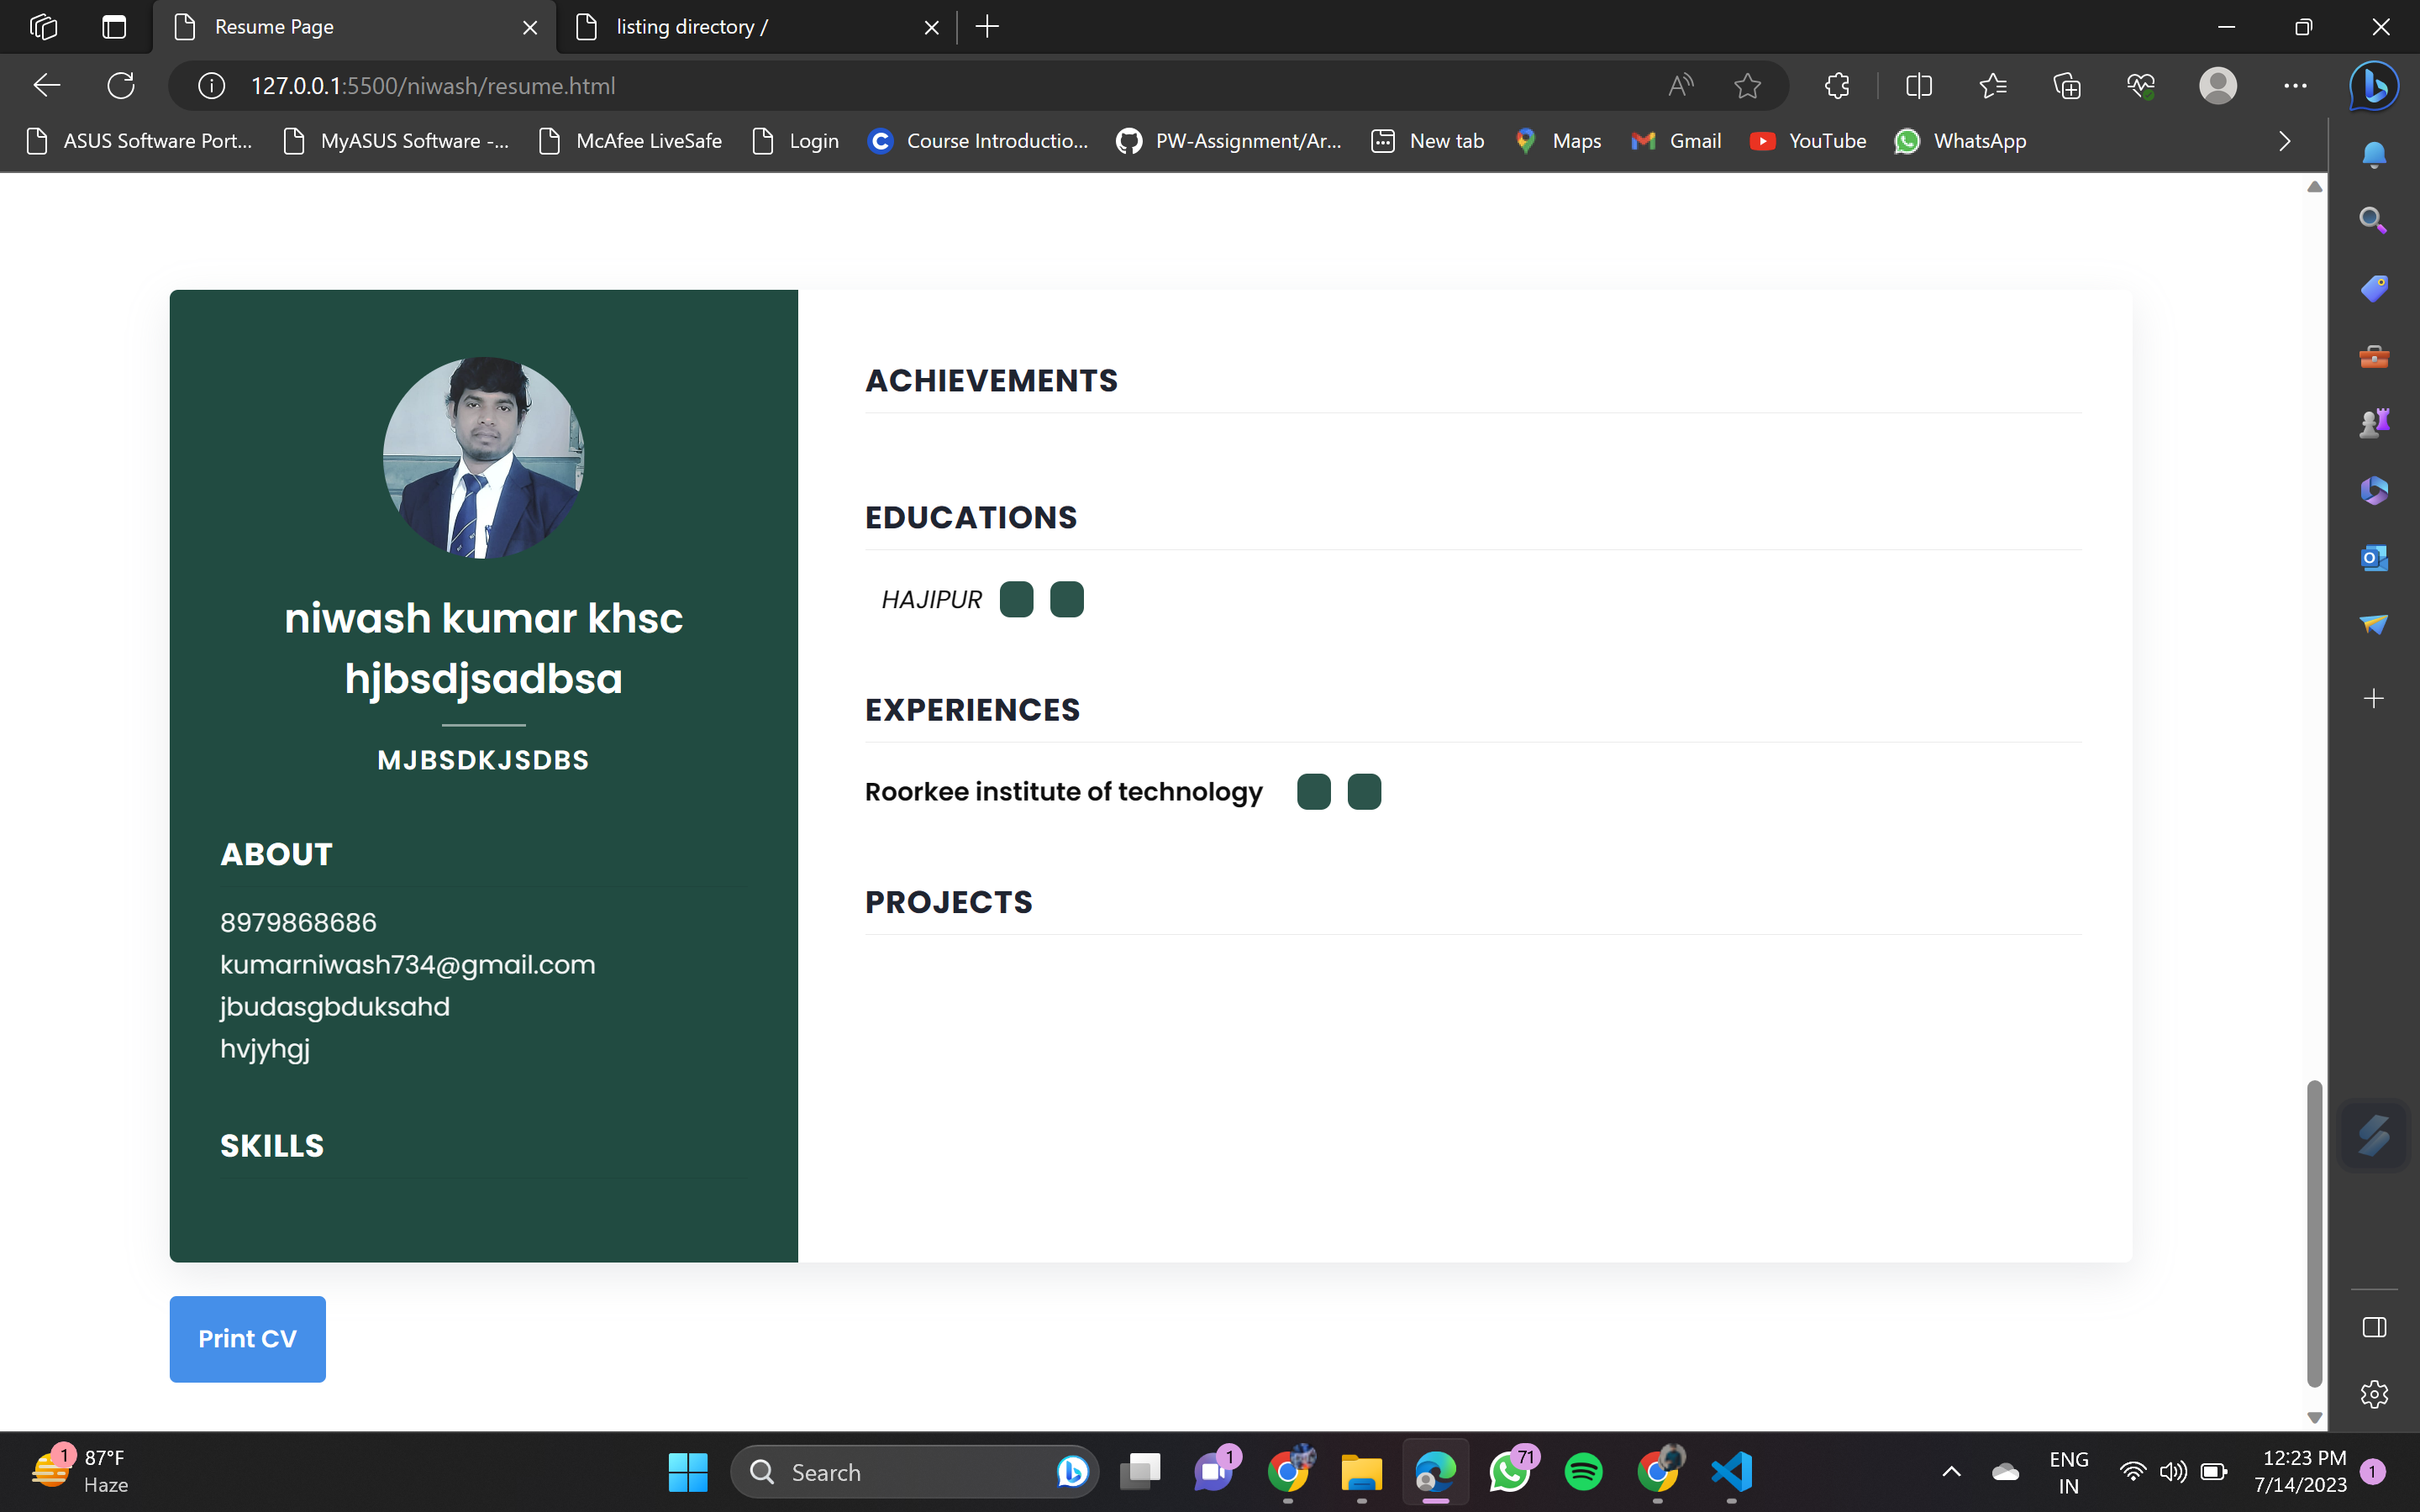 Resume Page
listing directory /
127.0.0.1:5500/niwash/resume.html
ASUS Software Port...
MyASUS Software -...
McAfee LiveSafe
Login
Course Introductio...
PW-Assignment/Ar...
New tab
Maps
Gmail
YouTube
WhatsApp
niwash kumar khsc
hjbsdjsadbsa
MJBSDKJSDBS
ABOUT
8979868686
kumarniwash734@gmail.com
jbudasgbduksahd
hvjyhgj
SKILLS
ACHIEVEMENTS
EDUCATIONS
HAJIPUR
EXPERIENCES
Roorkee institute of technology
PROJECTS
Print CV
1
87°F
Haze
Search
1
71
ENG
IN
12:23 PM
7/14/2023
1